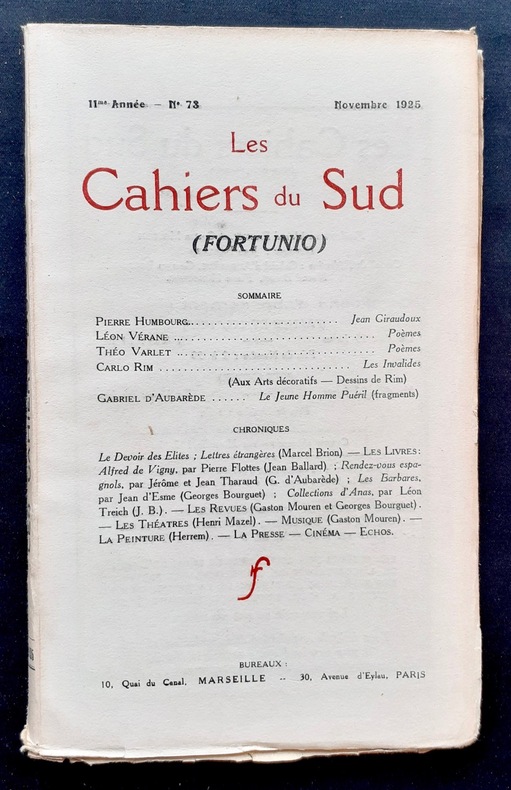 11me Année — N° 73 Novembre 1925
Les
Cahiers du Sud
(FORTUNIO)
SOMMAIRE
PIERRE HUMBOURG.......................... Jean Giraudoux
LÉON VÉRANE .................................. Poèmes
THÉO VARLET .................................. Poèmes
CARLO RIM .................................. Les Invalides
(Aux Arts décoratifs — Dessins de Rim)
GABRIEL D'AUBARÈDE ...... Le Jeune Homme Puéril (fragments)
CHRONIQUES
Le Devoir des Elites ; Lettres étrangères (Marcel Brion) — LES LIVRES:
Alfred de Vigny, par Pierre Flottes (Jean Ballard) ; Rendez-vous espa-
gnols, par Jérôme et Jean Tharaud (G. d'Aubarède) ; Les Barbares,
par Jean d'Esme (Georges Bourguet) ; Collections d'Anas, par Léon
Treich (J. B.). — LES REVUES (Gaston Mouren et Georges Bourguet).
— LES THÉATRES (Henri Mazel). — MUSIQUE (Gaston Mouren). —
LA PEINTURE (Herrem). — LA PRESSE — CINÉMA — ECHOS.
f
BUREAUX :
10, Quai du Canal, MARSEILLE -- 30, Avenue d'Eylau, PARIS